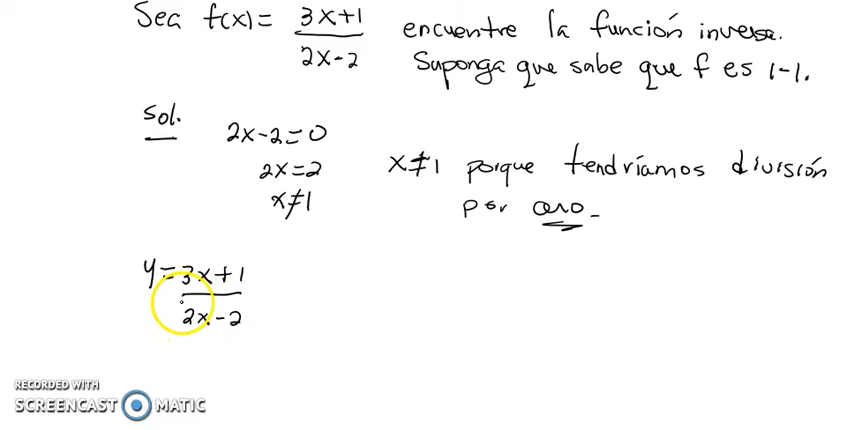 Sea f(x) = 3x+1 / 2x-2 encuentre la función inversa.
Suponga que sabe que f es 1-1.
Sol.
2x-2=0
2x=2
x≠1
x≠1 porque tendríamos división
por cero.
y = 3x+1 / 2x-2
RECORDED WITH
SCREENCAST MATIC